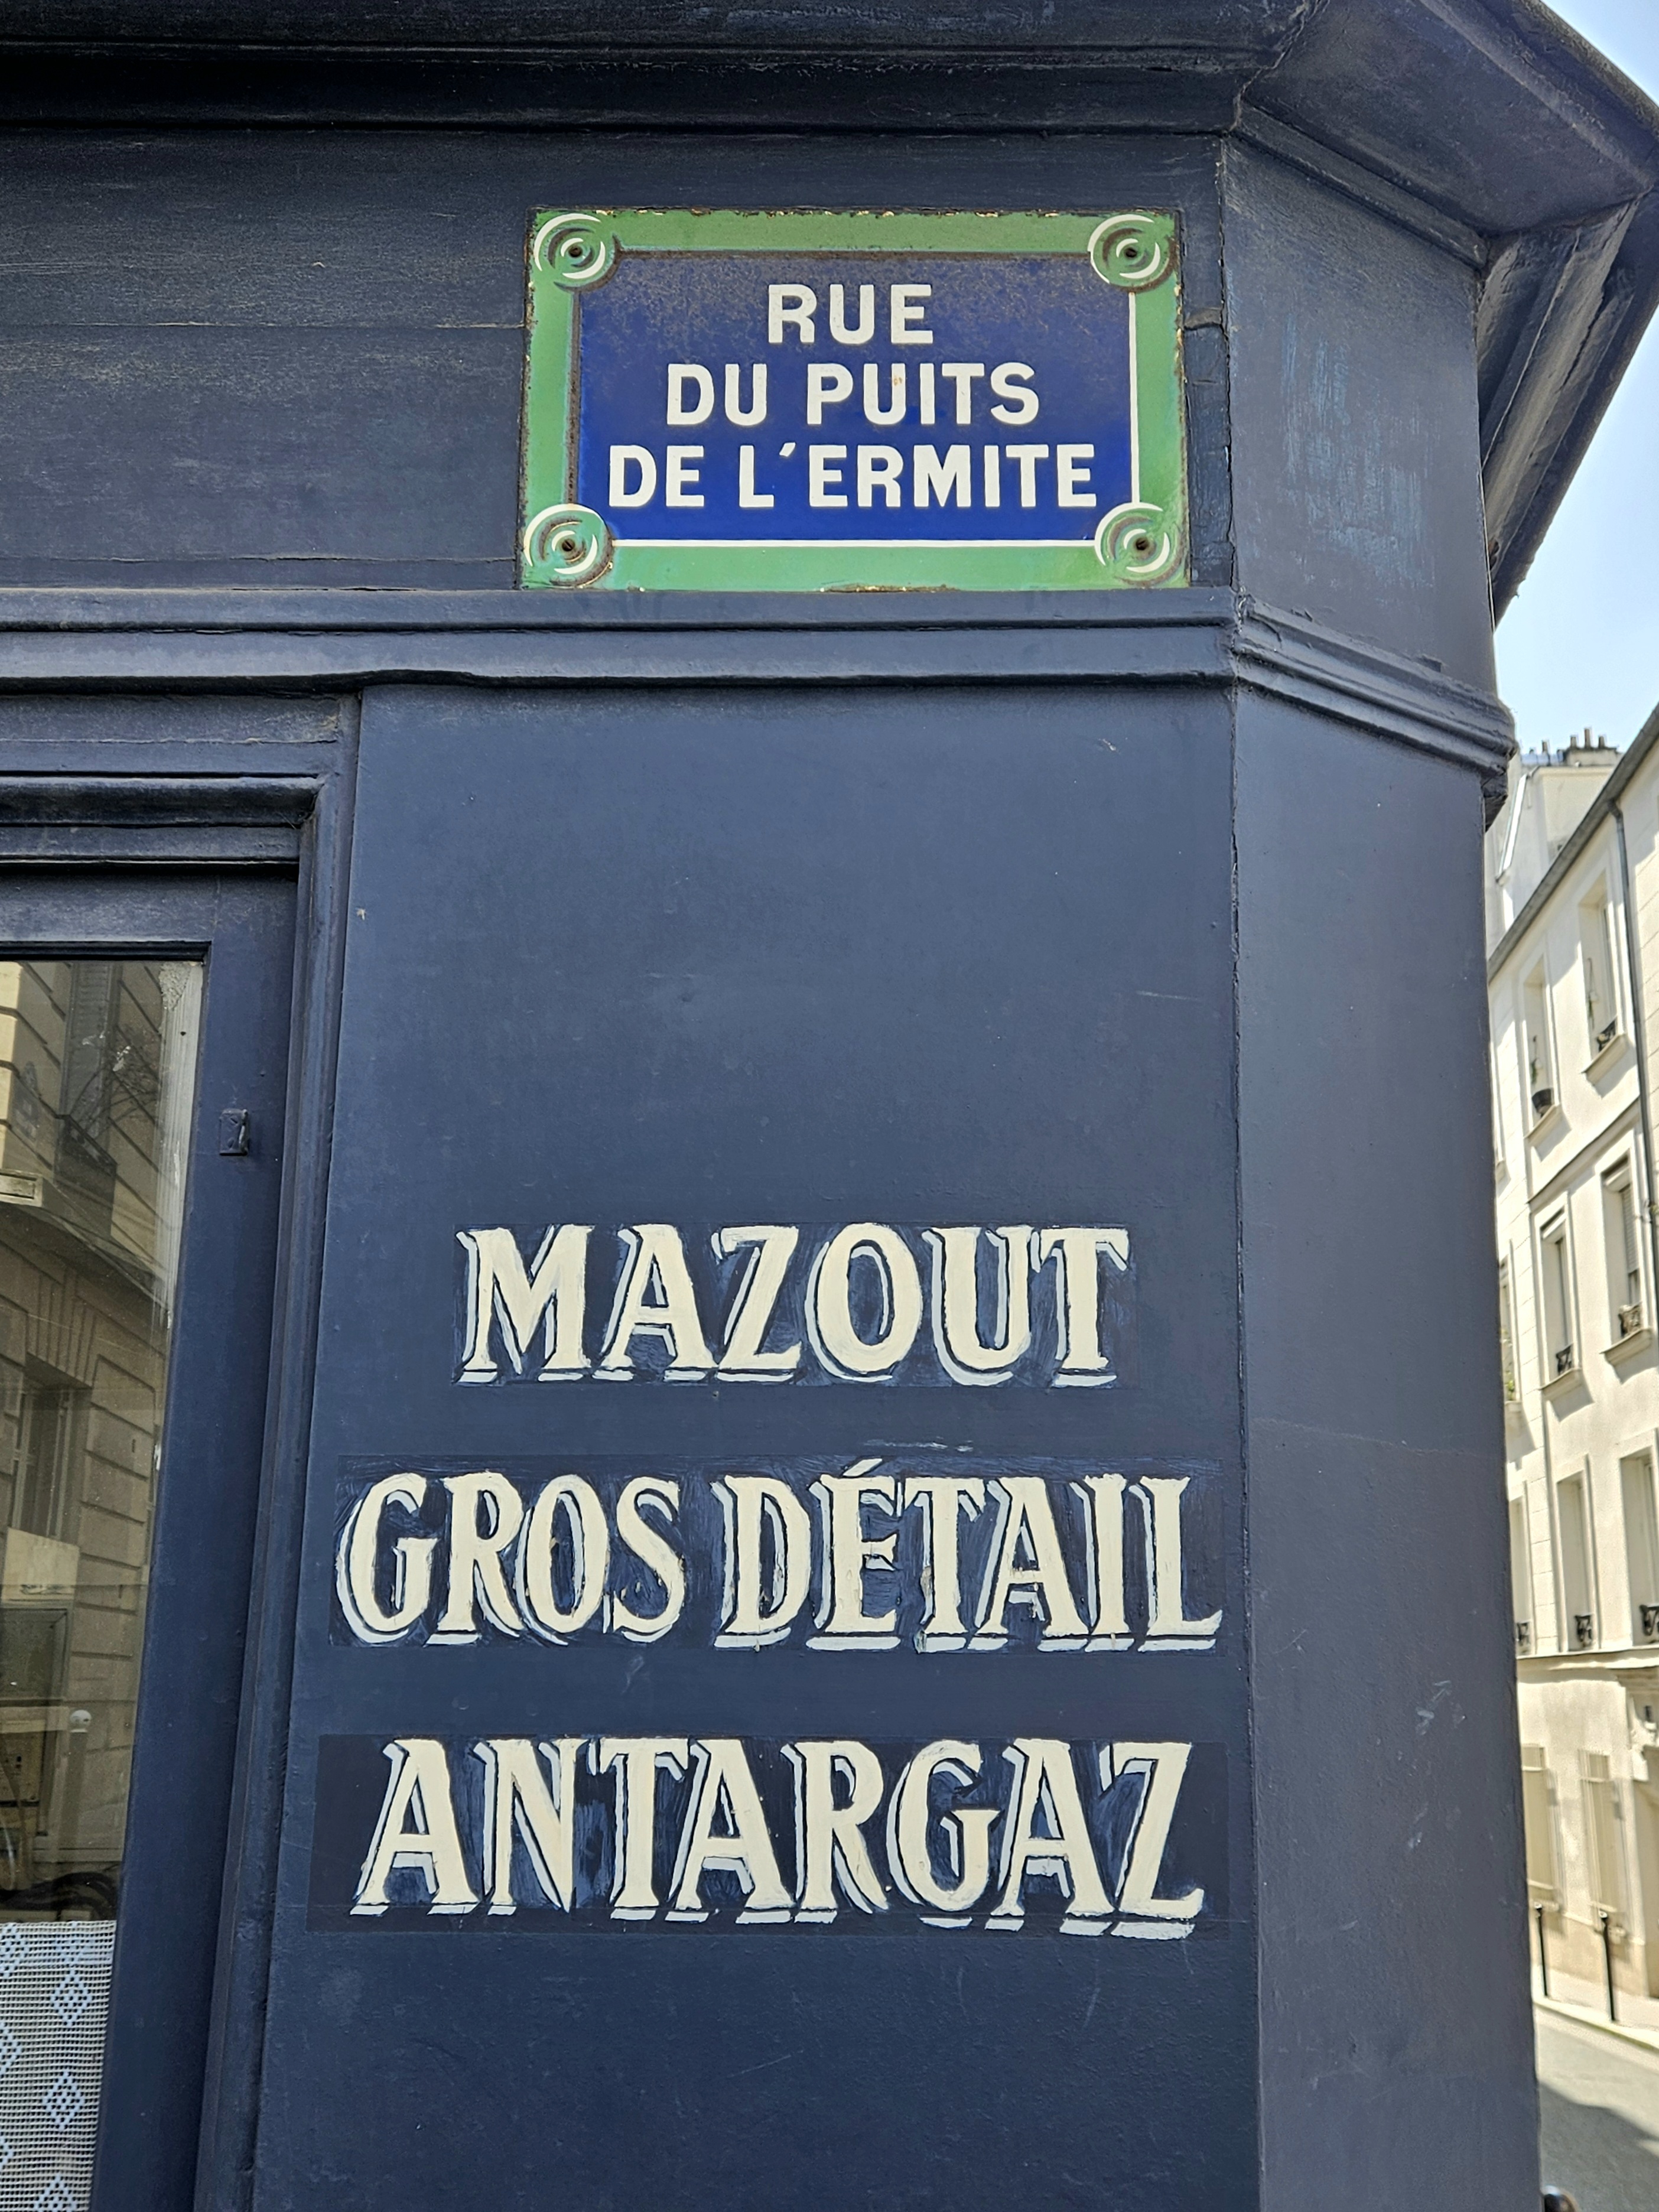 RUE
DU PUITS
DE L'ERMITE
MAZOUT
GROS DÉTAIL
ANTARGAZ